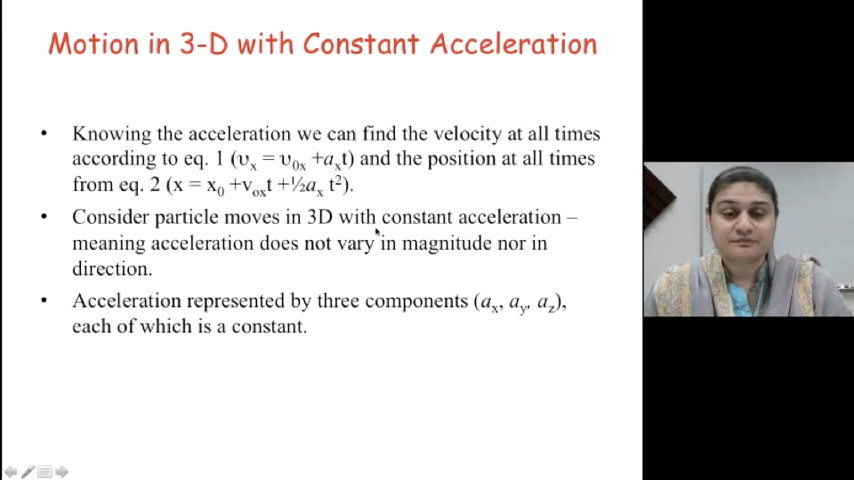 Motion in 3-D with Constant Acceleration
• Knowing the acceleration we can find the velocity at all times
according to eq. 1 (υₓ = υ₀ₓ +aₓt) and the position at all times
from eq. 2 (x = x₀ +vₒₓt +½aₓ t²).
• Consider particle moves in 3D with constant acceleration –
meaning acceleration does not vary in magnitude nor in
direction.
• Acceleration represented by three components (aₓ, a_y, a_z),
each of which is a constant.